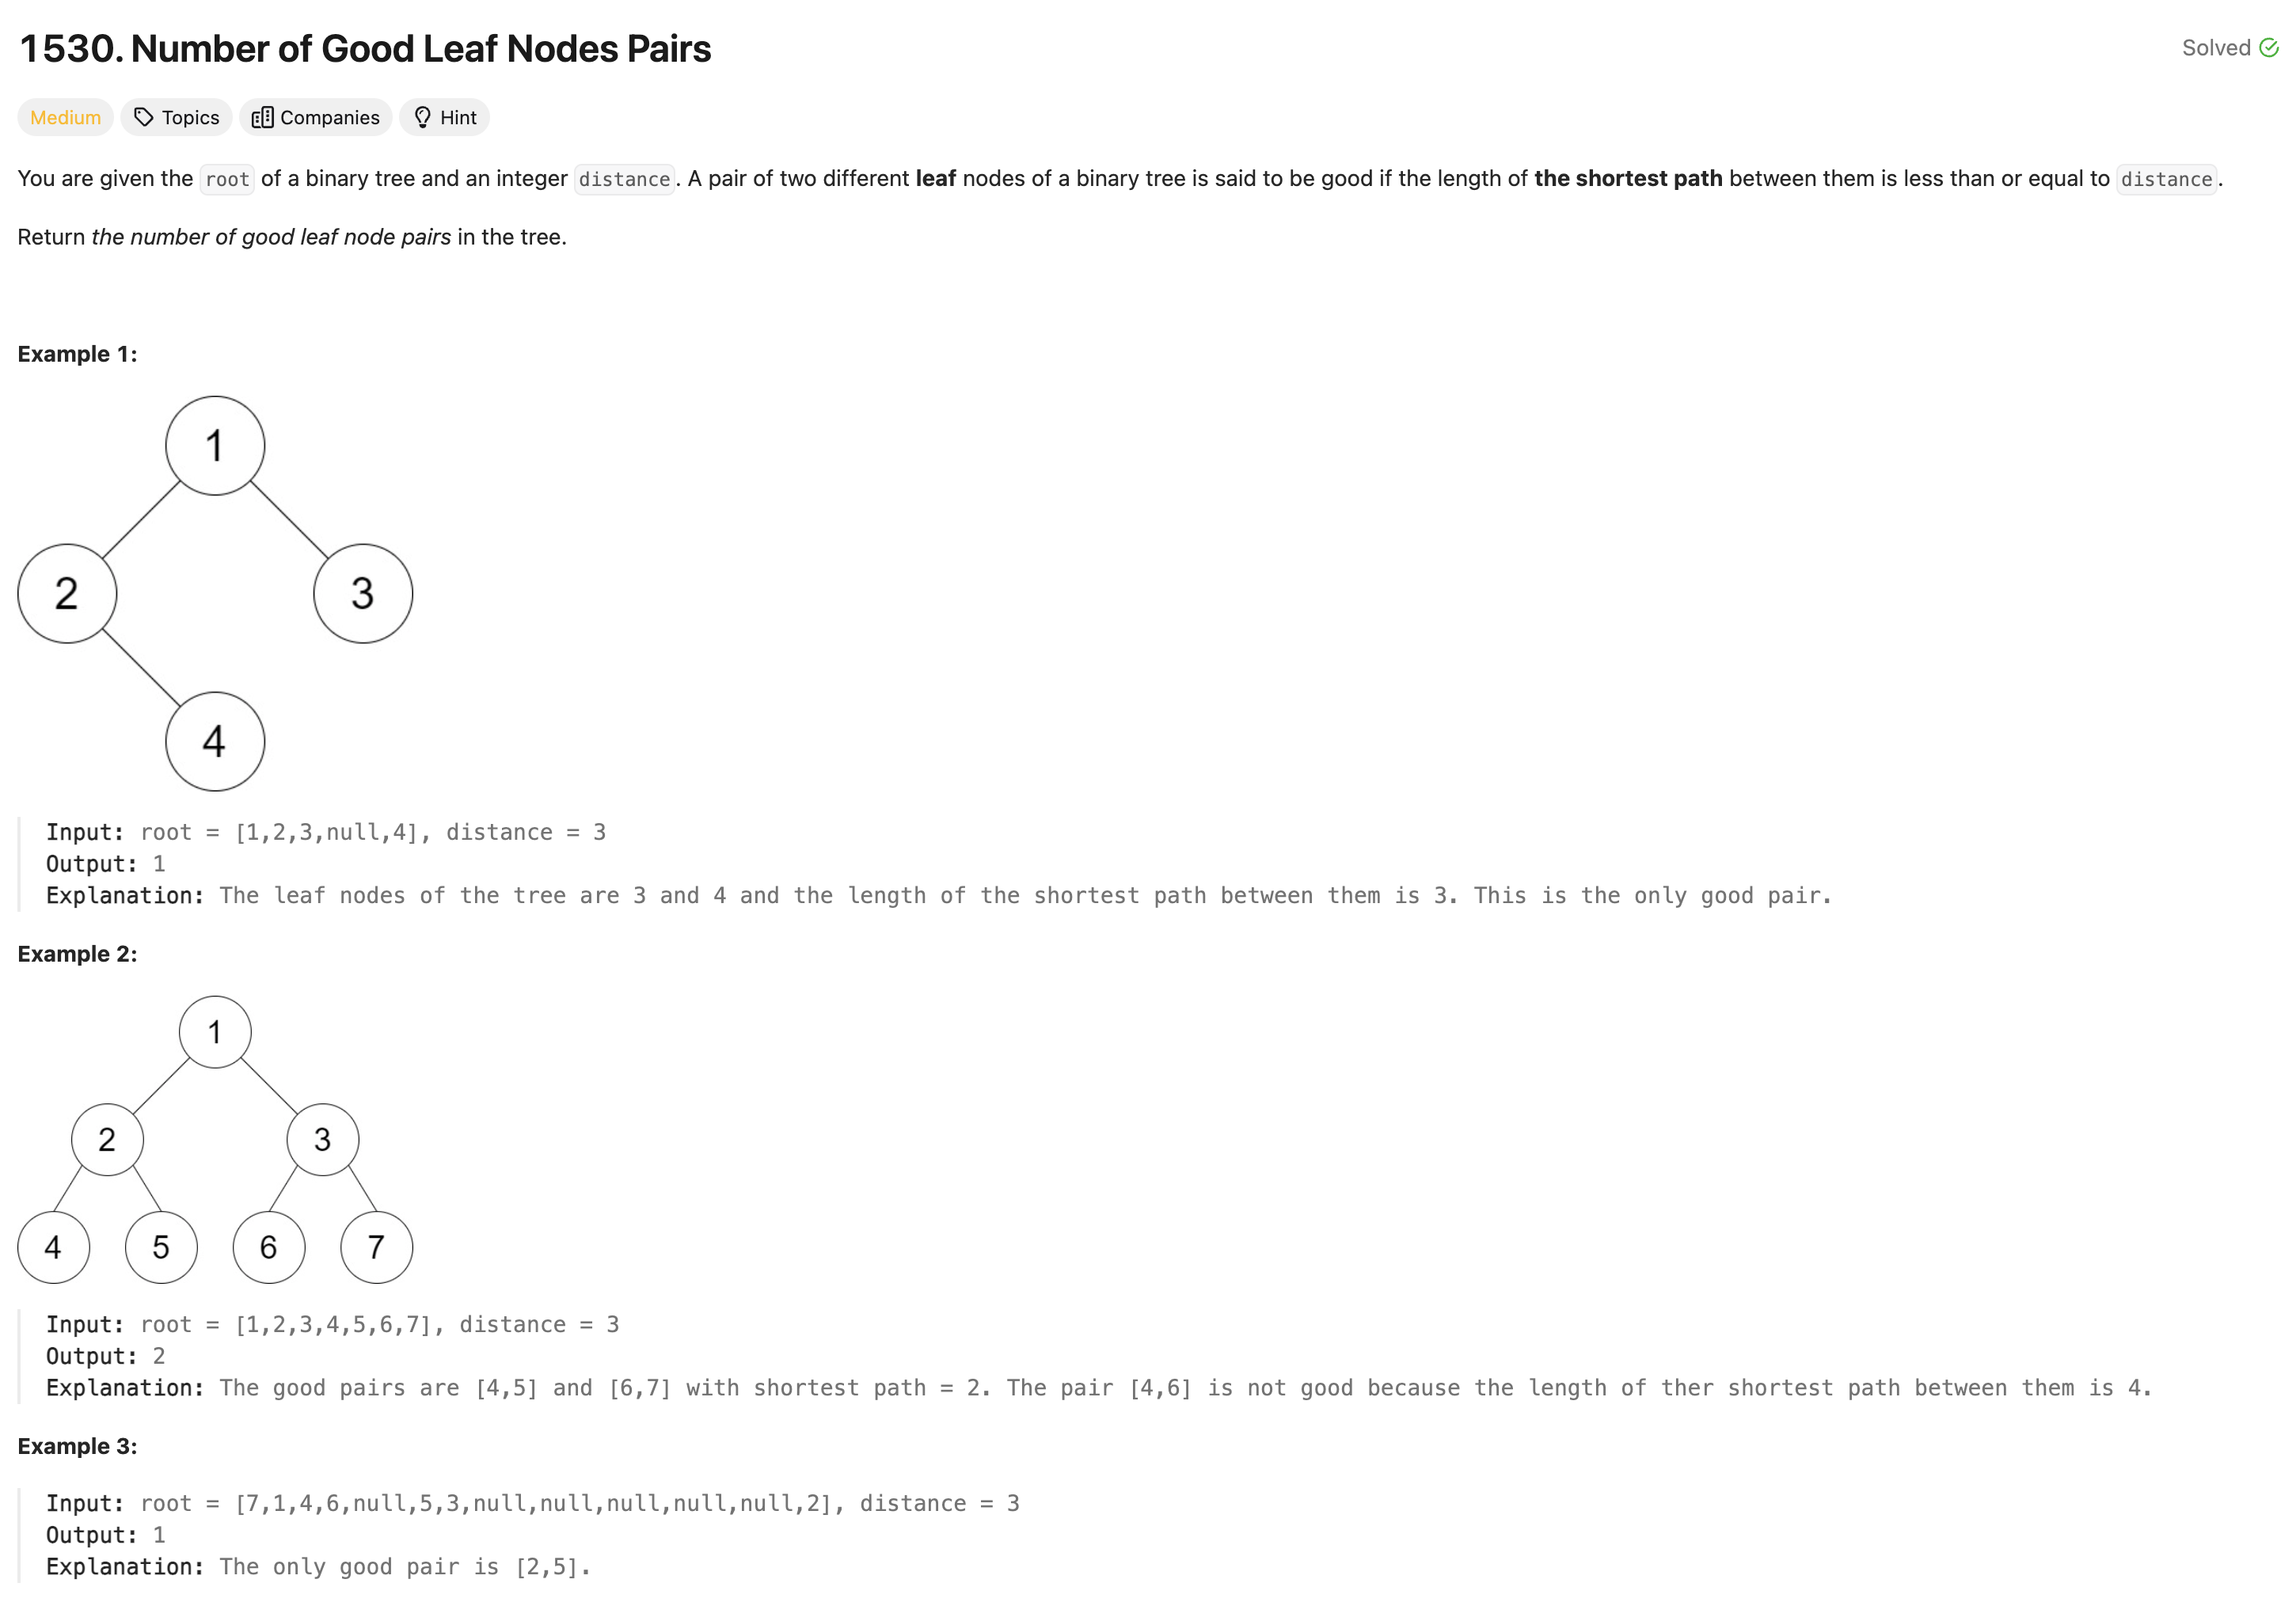 1530. Number of Good Leaf Nodes Pairs
Solved
Medium Topics Companies Hint
You are given the root of a binary tree and an integer distance. A pair of two different leaf nodes of a binary tree is said to be good if the length of the shortest path between them is less than or equal to distance.
Return the number of good leaf node pairs in the tree.
Example 1:
1
2 3
4
Input: root = [1,2,3,null,4], distance = 3
Output: 1
Explanation: The leaf nodes of the tree are 3 and 4 and the length of the shortest path between them is 3. This is the only good pair.
Example 2:
1
2 3
4 5 6 7
Input: root = [1,2,3,4,5,6,7], distance = 3
Output: 2
Explanation: The good pairs are [4,5] and [6,7] with shortest path = 2. The pair [4,6] is not good because the length of ther shortest path between them is 4.
Example 3:
Input: root = [7,1,4,6,null,5,3,null,null,null,null,null,2], distance = 3
Output: 1
Explanation: The only good pair is [2,5].